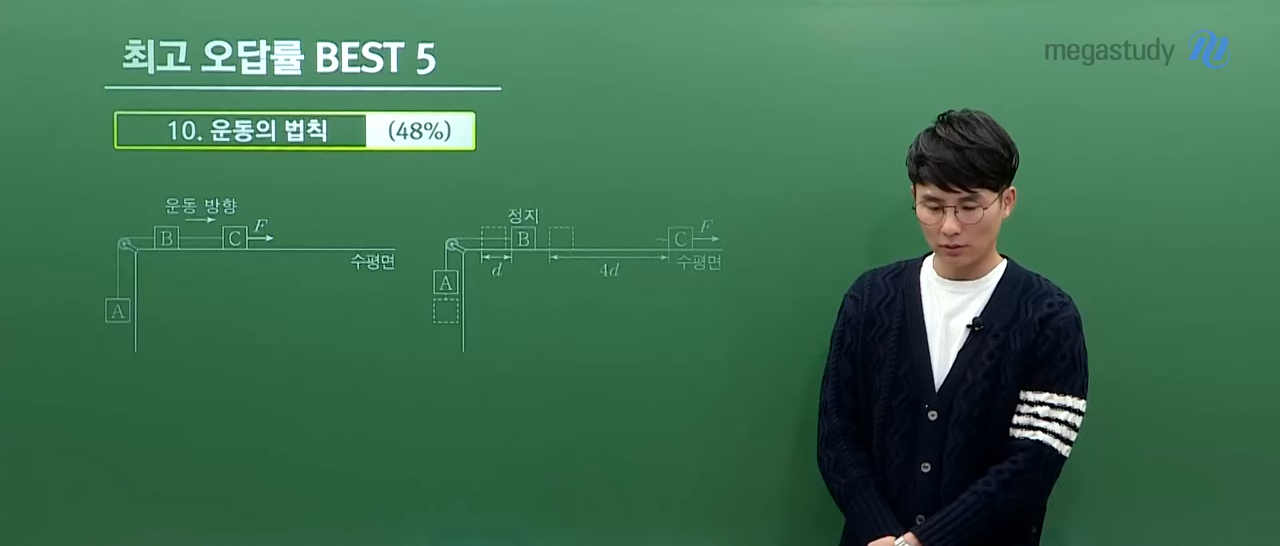 최고 오답률 BEST 5
megastudy
10. 운동의 법칙 (48%)
운동 방향
B
C
F
수평면
A
정지
B
C
F
d
4d
수평면
A